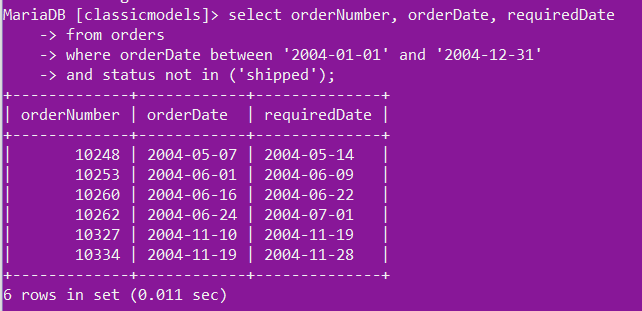 MariaDB [classicmodels]> select orderNumber, orderDate, requiredDate
    -> from orders
    -> where orderDate between '2004-01-01' and '2004-12-31'
    -> and status not in ('shipped');
+-------------+------------+--------------+
| orderNumber | orderDate  | requiredDate |
+-------------+------------+--------------+
|       10248 | 2004-05-07 | 2004-05-14   |
|       10253 | 2004-06-01 | 2004-06-09   |
|       10260 | 2004-06-16 | 2004-06-22   |
|       10262 | 2004-06-24 | 2004-07-01   |
|       10327 | 2004-11-10 | 2004-11-19   |
|       10334 | 2004-11-19 | 2004-11-28   |
+-------------+------------+--------------+
6 rows in set (0.011 sec)